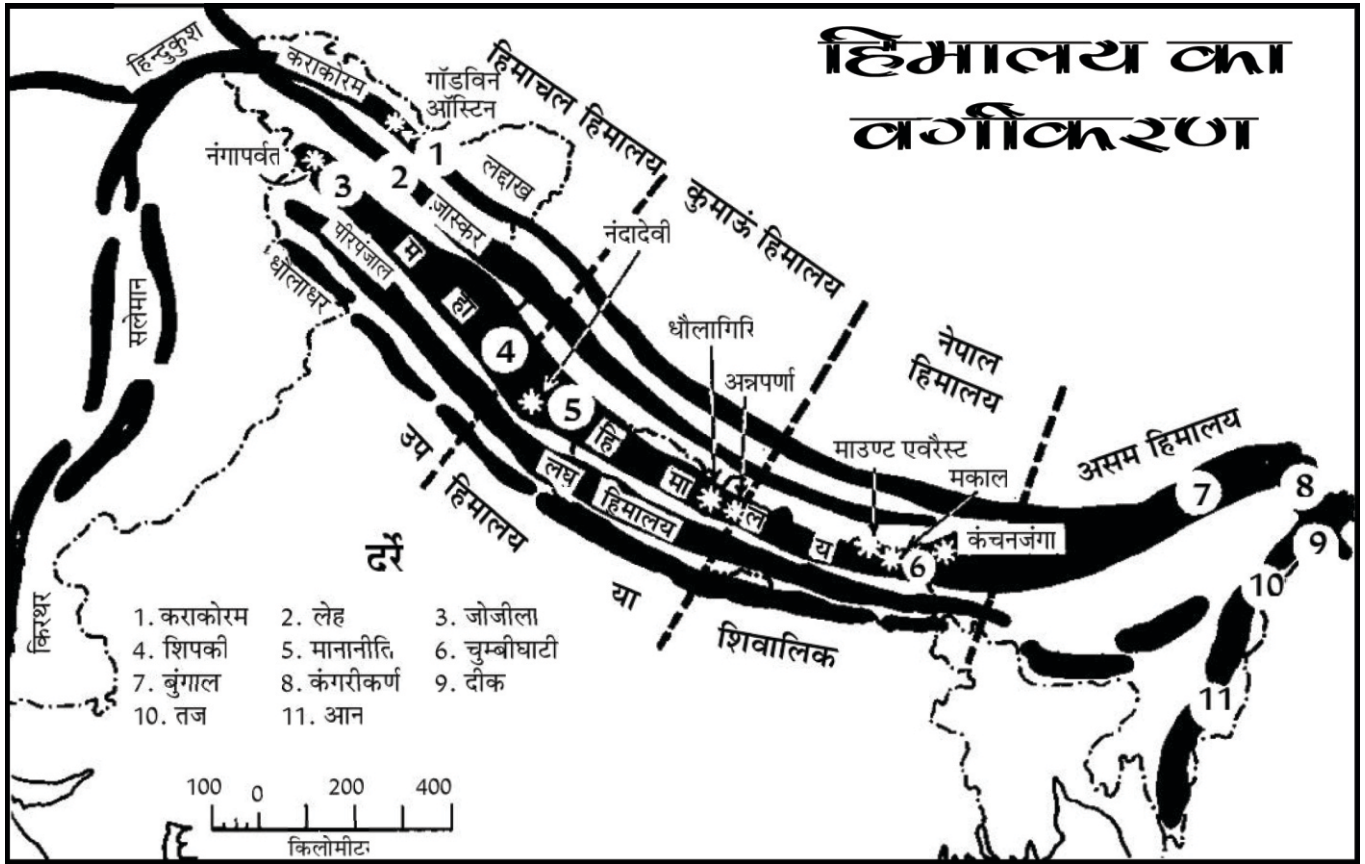 हिमालय का
वर्गीकरण
हिन्दुकुश
कराकोरम
गॉडविन
ऑस्टिन
हिमाचल हिमालय
नंगापर्वत
1
2
3
लद्दाख
जास्कर
कुमाऊं हिमालय
नंदादेवी
पीरपंजाल
धौलाधर
म
हा
सलेमान
4
धौलागिरि
नेपाल
हिमालय
अन्नपर्णा
5
हि
मा
ल
य
माउण्ट एवरैस्ट
मकाल
असम हिमालय
उप हिमालय या शिवालिक
लघु हिमालय
कंचनजंगा
6
7
8
9
10
11
किरथर
दर्रे
1. कराकोरम 2. लेह 3. जोजीला
4. शिपकी 5. मानानीति 6. चुम्बीघाटी
7. बुंगाल 8. कंगरीकर्ण 9. दीक
10. तज 11. आन
100 0 200 400
किलोमीटर